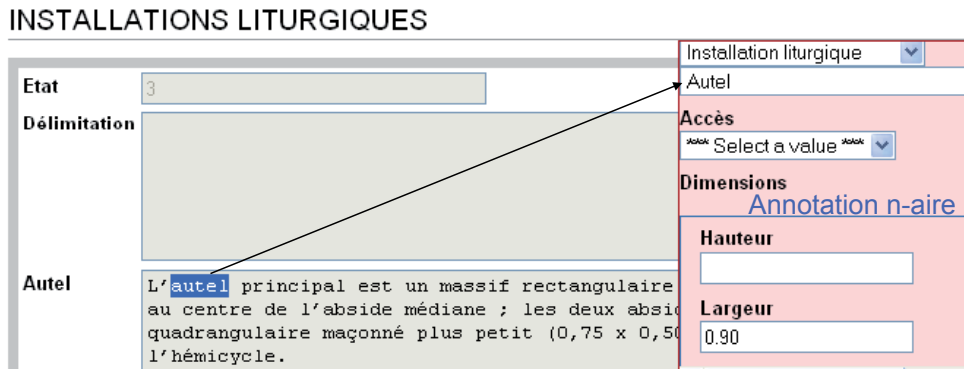 INSTALLATIONS LITURGIQUES
Etat
3
Délimitation
Autel
L'autel principal est un massif rectangulaire
au centre de l'abside médiane ; les deux absid
quadrangulaire maçonné plus petit (0,75 x 0,50
l'hémicycle.
Installation liturgique
Autel
Accès
*** Select a value ***
Dimensions
Annotation n-aire
Hauteur
Largeur
0.90